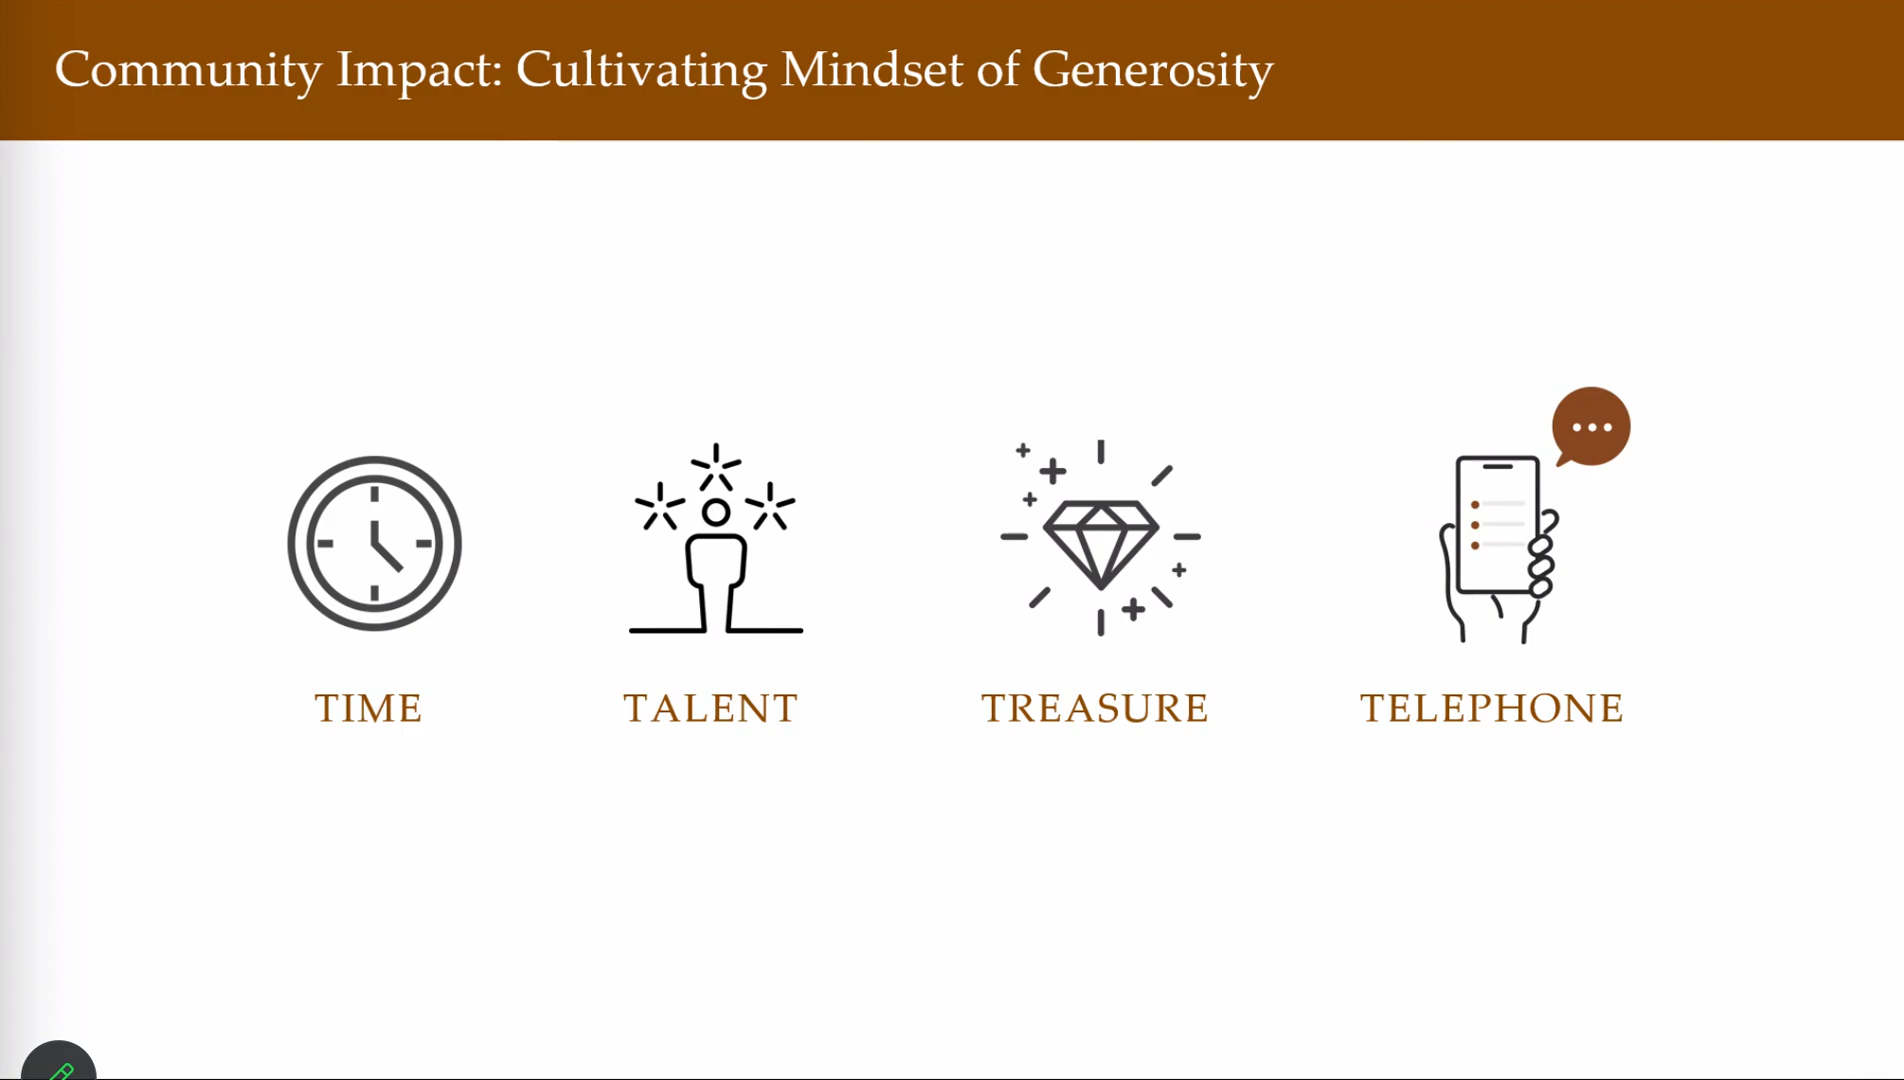 Community Impact: Cultivating Mindset of Generosity
TIME
TALENT
TREASURE
TELEPHONE